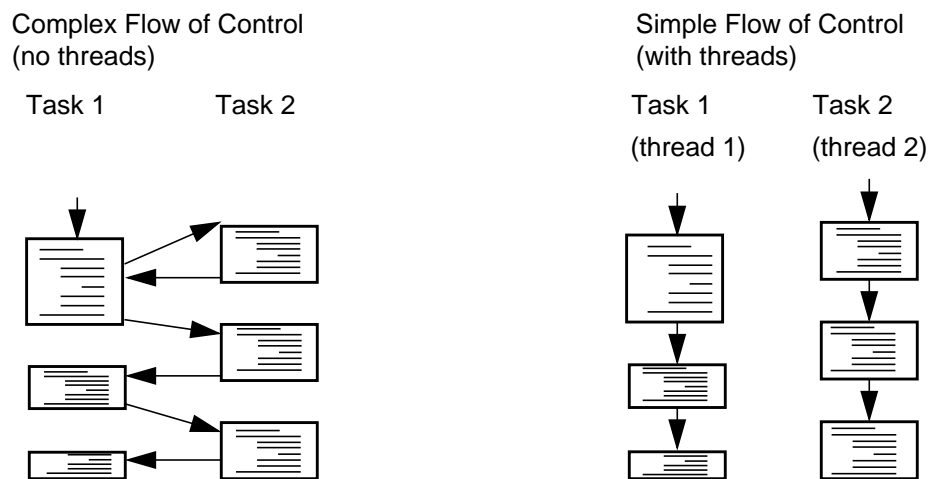 Complex Flow of Control
(no threads)
Task 1
Task 2
Simple Flow of Control
(with threads)
Task 1
(thread 1)
Task 2
(thread 2)